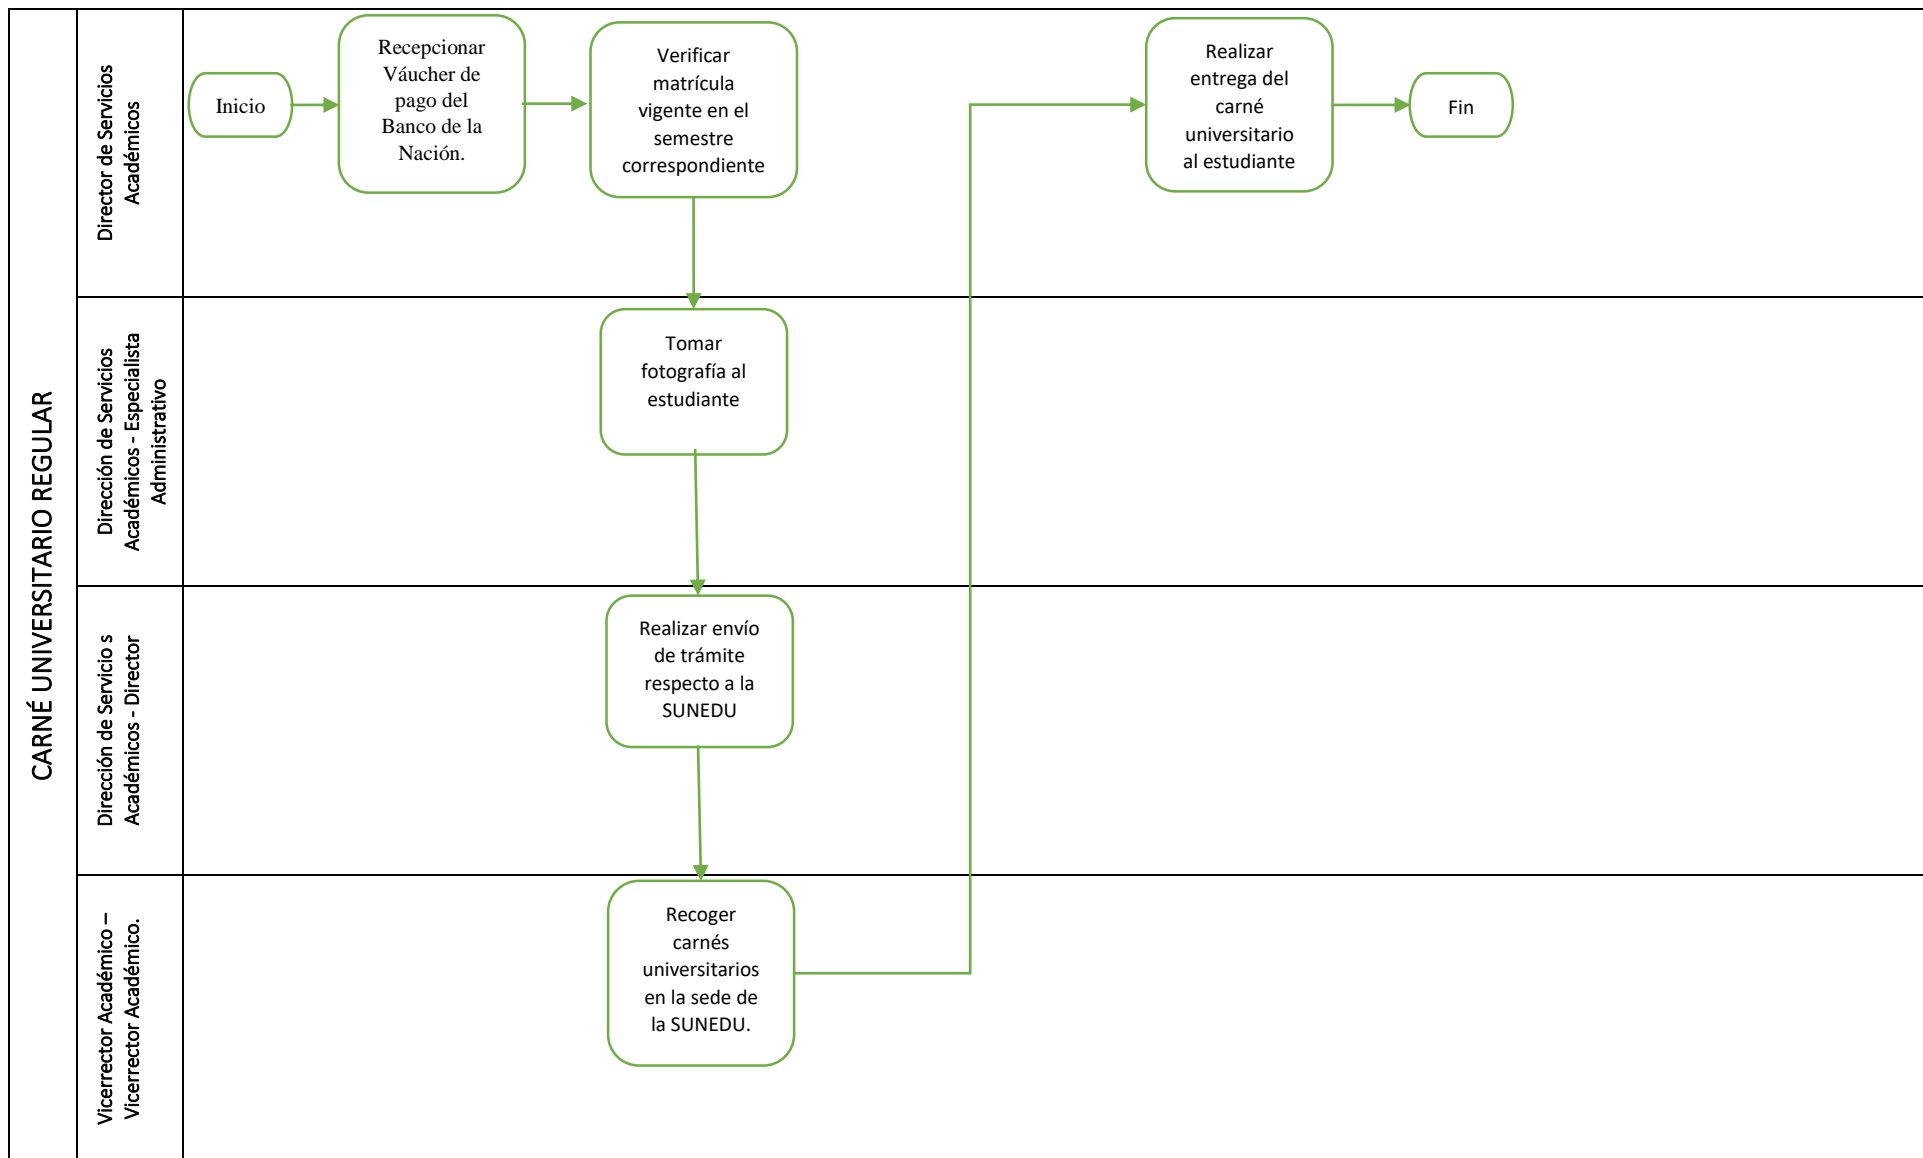 CARNÉ UNIVERSITARIO REGULAR
Director de Servicios
Académicos
Inicio
Recepcionar
Váucher de
pago del
Banco de la
Nación.
Verificar
matrícula
vigente en el
semestre
correspondiente
Realizar
entrega del
carné
universitario
al estudiante
Fin
Dirección de Servicios
Académicos - Especialista
Administrativo
Tomar
fotografía al
estudiante
Dirección de Servicio s
Académicos - Director
Realizar envío
de trámite
respecto a la
SUNEDU
Vicerrector Académico –
Vicerrector Académico.
Recoger
carnés
universitarios
en la sede de
la SUNEDU.